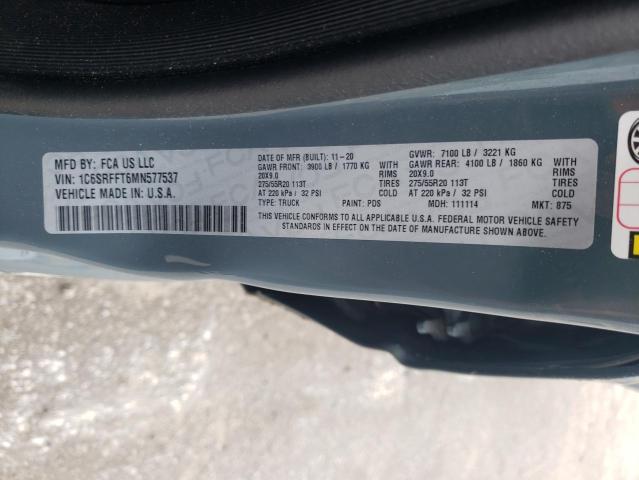 MFD BY: FCA US LLC
VIN: 1C6SRFFT6MN577537
VEHICLE MADE IN: U.S.A.
DATE OF MFR (BUILT): 11-20
GVWR: 7100 LB / 3221 KG
GAWR FRONT: 3900 LB / 1770 KG WITH GAWR REAR: 4100 LB / 1860 KG WITH
20X9.0 RIMS 20X9.0 RIMS
275/55R20 113T TIRES 275/55R20 113T TIRES
AT 220 kPa / 32 PSI COLD AT 220 kPa / 32 PSI COLD
TYPE: TRUCK PAINT: PDS MDH: 111114 MKT: 875
THIS VEHICLE CONFORMS TO ALL APPLICABLE U.S.A. FEDERAL MOTOR VEHICLE SAFETY
STANDARDS IN EFFECT ON THE DATE OF MANUFACTURE SHOWN ABOVE.